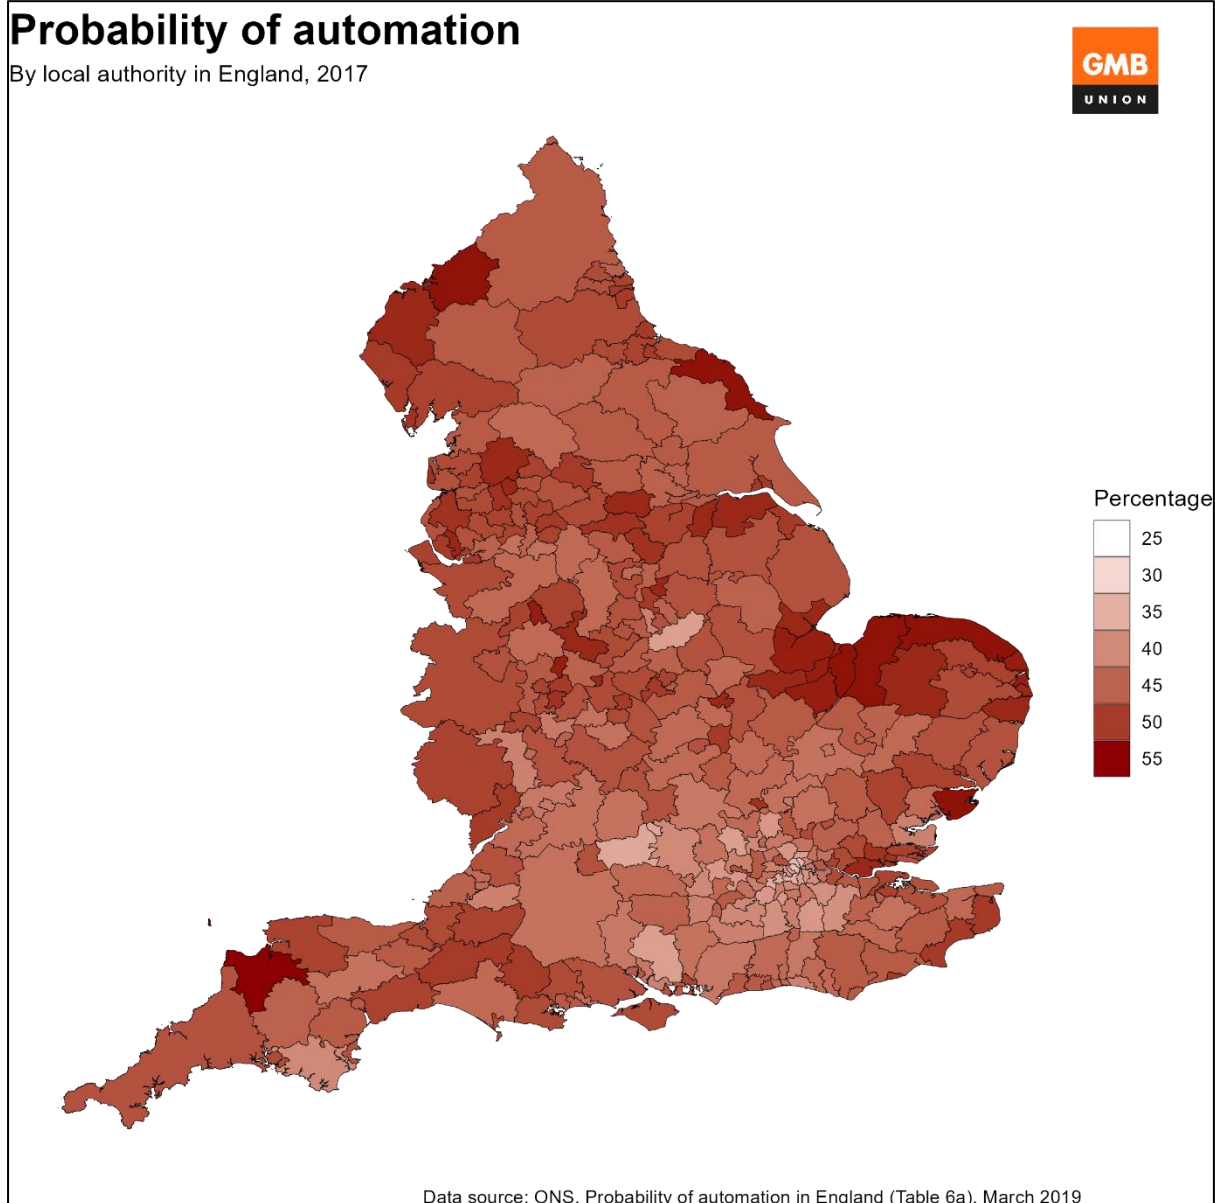 Probability of automation
By local authority in England, 2017
GMB
UNION
Percentage
25
30
35
40
45
50
55
Data source: ONS, Probability of automation in England (Table 6a), March 2019